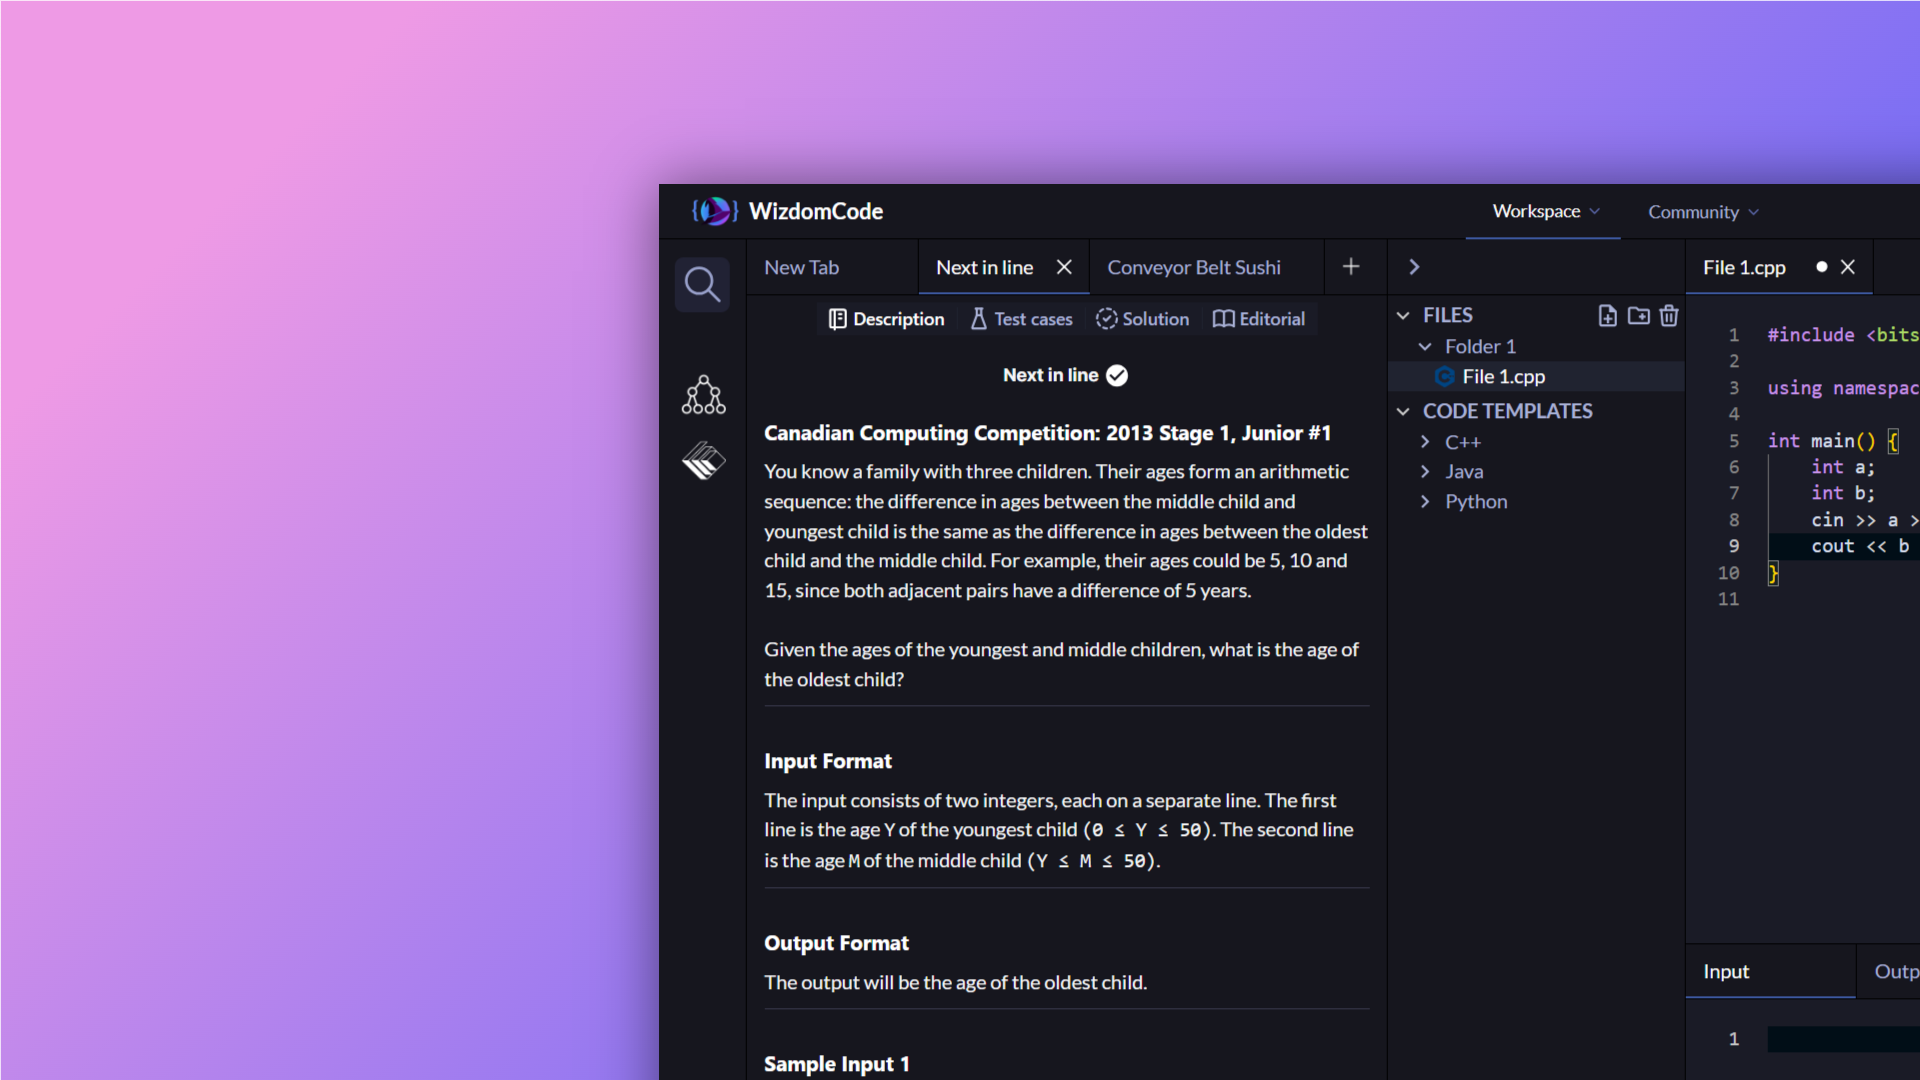 WizdomCode
Workspace
Community
New Tab
Next in line
Conveyor Belt Sushi
File 1.cpp
Description
Test cases
Solution
Editorial
Next in line
Canadian Computing Competition: 2013 Stage 1, Junior #1
You know a family with three children. Their ages form an arithmetic
sequence: the difference in ages between the middle child and
youngest child is the same as the difference in ages between the oldest
child and the middle child. For example, their ages could be 5, 10 and
15, since both adjacent pairs have a difference of 5 years.
Given the ages of the youngest and middle children, what is the age of
the oldest child?
Input Format
The input consists of two integers, each on a separate line. The first
line is the age Y of the youngest child (0 ≤ Y ≤ 50). The second line
is the age M of the middle child (Y ≤ M ≤ 50).
Output Format
The output will be the age of the oldest child.
Sample Input 1
FILES
Folder 1
File 1.cpp
CODE TEMPLATES
C++
Java
Python
1 #include <bits
2
3 using namespac
4
5 int main() {
6 int a;
7 int b;
8 cin >> a >
9 cout << b
10 }
11
Input
Outp
1